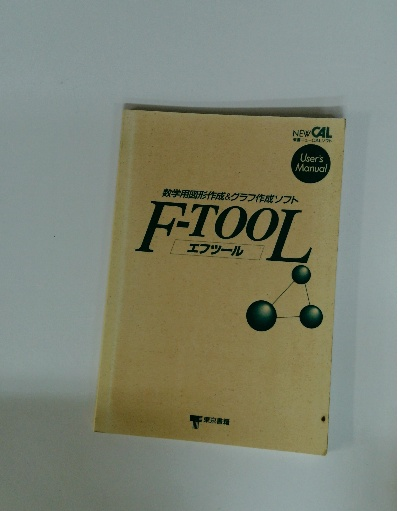 NEW CAL
User's
Manual
数学用図形作成&グラフ作成ソフト
F-TOOL
エフツール
東京書籍